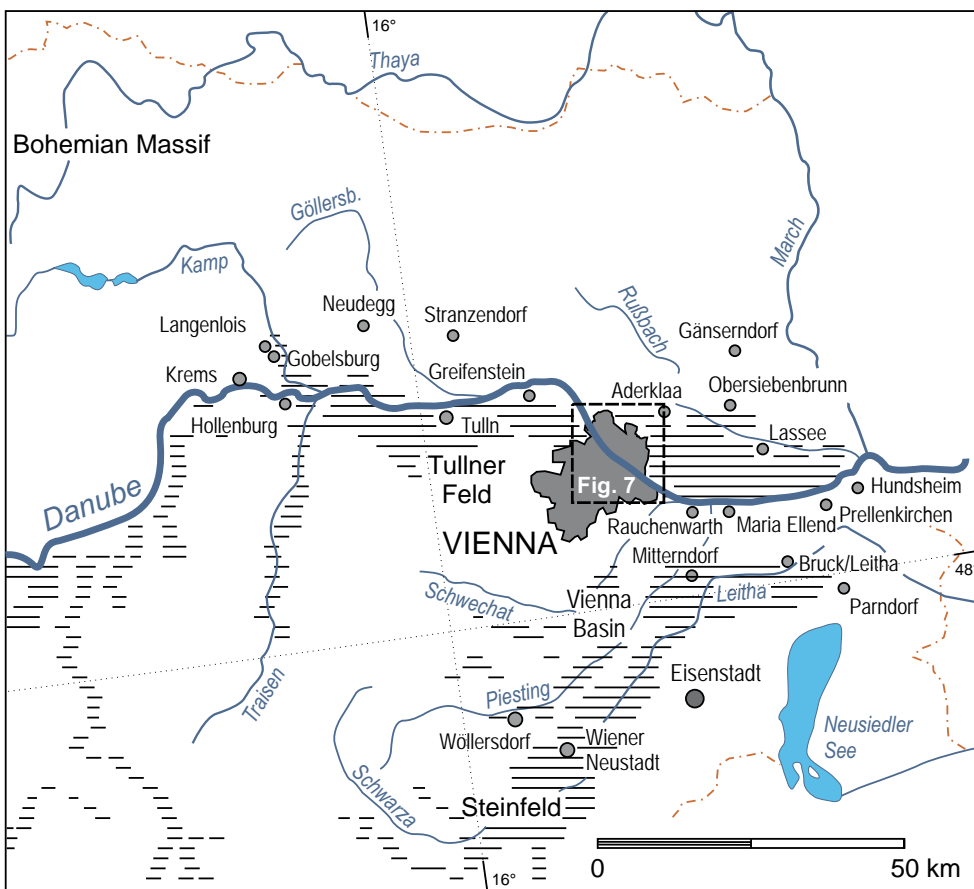 16°
Thaya
Bohemian Massif
Göllersb.
March
Kamp
Rußbach
Neudegg
Stranzendorf
Langenlois
Gänserndorf
Gobelsburg
Greifenstein
Krems
Aderklaa
Obersiebenbrunn
Hollenburg
Tulln
Lassee
Tullner
Feld
Danube
Fig. 7
Hundsheim
VIENNA
Rauchenwarth
Maria Ellend
Prellenkirchen
Mitterndorf
Bruck/Leitha
48°
Schwechat
Vienna
Basin
Leitha
Parndorf
Eisenstadt
Traisen
Piesting
Neusiedler
See
Wöllersdorf
Wiener
Neustadt
Schwarza
Steinfeld
16°
0
50 km